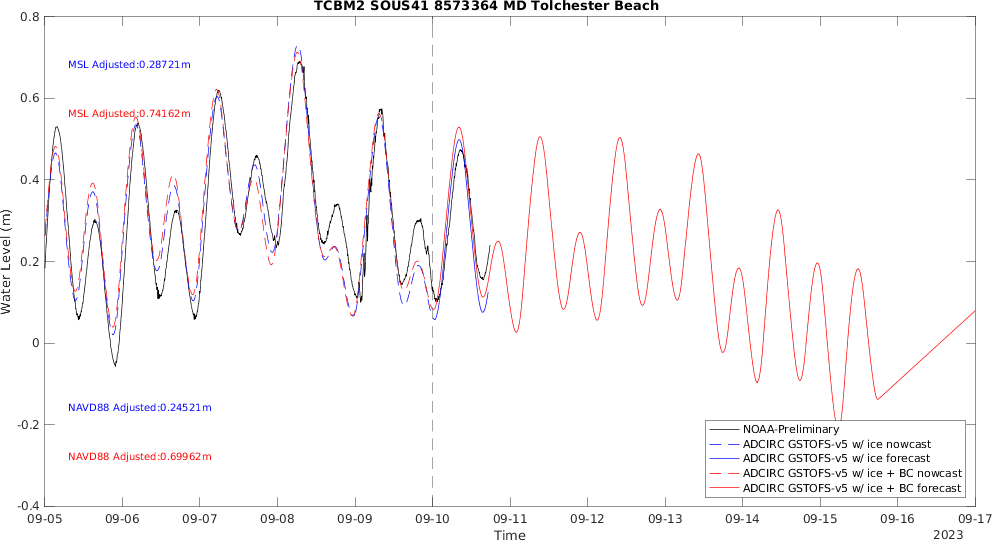 TCBM2 SOUS41 8573364 MD Tolchester Beach
0.8
0.6
0.4
0.2
0
-0.2
-0.4
Water Level (m)
MSL Adjusted:0.28721m
MSL Adjusted:0.74162m
NAVD88 Adjusted:0.24521m
NAVD88 Adjusted:0.69962m
NOAA-Preliminary
ADCIRC GSTOFS-v5 w/ ice nowcast
ADCIRC GSTOFS-v5 w/ ice forecast
ADCIRC GSTOFS-v5 w/ ice + BC nowcast
ADCIRC GSTOFS-v5 w/ ice + BC forecast
09-05 09-06 09-07 09-08 09-09 09-10 09-11 09-12 09-13 09-14 09-15 09-16 09-17
Time
2023